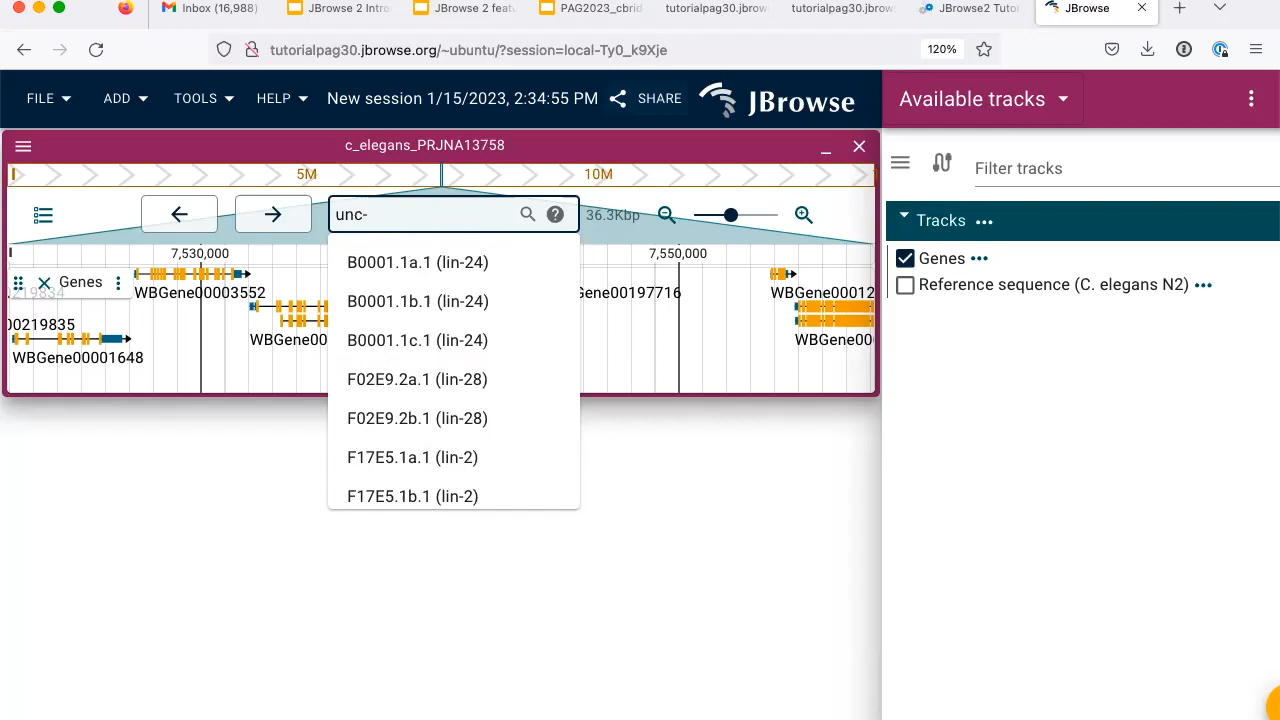 Inbox (16,988)
JBrowse 2 Intro
JBrowse 2 feat
PAG2023_cbrid
tutorialpag30.jbrow
tutorialpag30.jbrow
JBrowse2 Tutor
JBrowse
tutorialpag30.jbrowse.org/~ubuntu/?session=local-Ty0_k9Xje
120%
FILE ADD TOOLS HELP New session 1/15/2023, 2:34:55 PM SHARE JBrowse
Available tracks
c_elegans_PRJNA13758
5M 10M
Filter tracks
unc-
36.3Kbp
Tracks
7,530,000 7,550,000
B0001.1a.1 (lin-24)
B0001.1b.1 (lin-24)
B0001.1c.1 (lin-24)
F02E9.2a.1 (lin-28)
F02E9.2b.1 (lin-28)
F17E5.1a.1 (lin-2)
F17E5.1b.1 (lin-2)
Genes
00219834
WBGene00003552
Gene00197716
WBGene00012
00219835
WBGene00
WBGene00
WBGene00001648
Genes
Reference sequence (C. elegans N2)